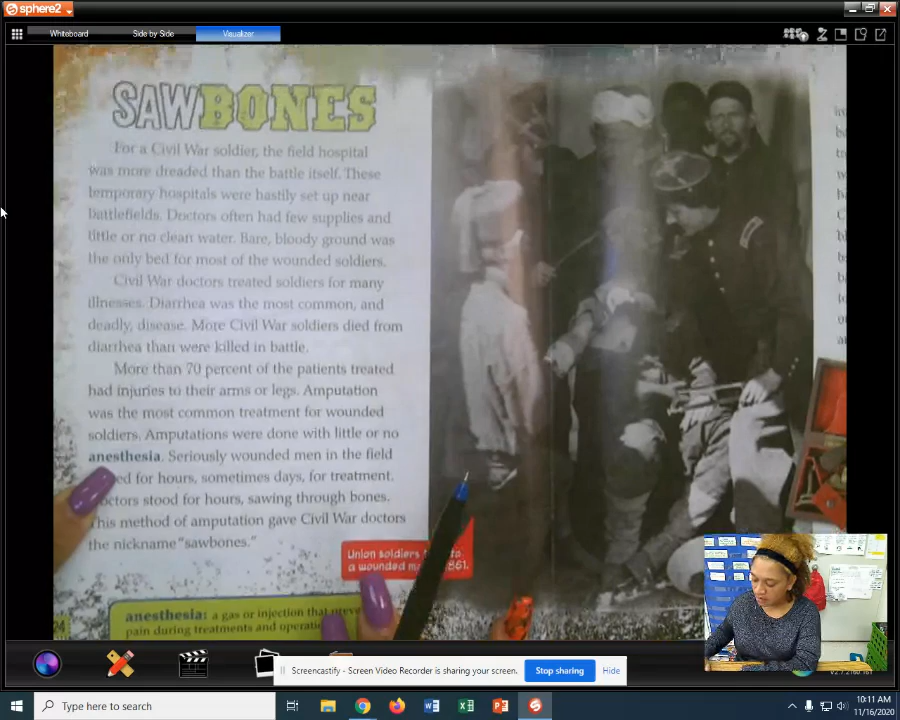 sphere2
Whiteboard
Side by Side
Visualizer
SAWBONES
For a Civil War soldier, the field hospital
was more dreaded than the battle itself. These
temporary hospitals were hastily set up near
battlefields. Doctors often had few supplies and
little or no clean water. Bare, bloody ground was
the only bed for most of the wounded soldiers.
Civil War doctors treated soldiers for many
illnesses. Diarrhea was the most common, and
deadly, disease. More Civil War soldiers died from
diarrhea than were killed in battle.
More than 70 percent of the patients treated
had injuries to their arms or legs. Amputation
was the most common treatment for wounded
soldiers. Amputations were done with little or no
anesthesia. Seriously wounded men in the field
ed for hours, sometimes days, for treatment.
octors stood for hours, sawing through bones.
This method of amputation gave Civil War doctors
the nickname "sawbones."
Union soldiers
a wounded 861.
anesthesia: a gas or injection that
pain during treatments and
Screencastify - Screen Video Recorder is sharing your screen.
Stop sharing
Hide
Type here to search
10:11 AM
11/16/2020